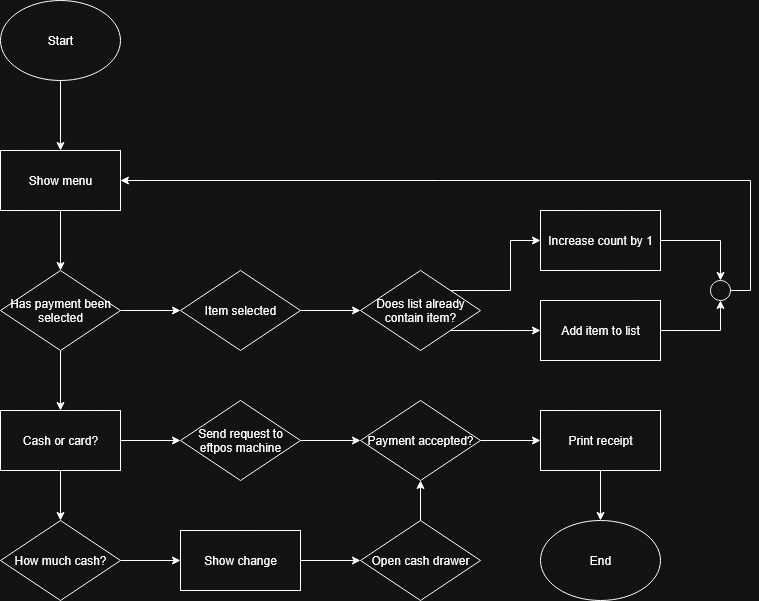 Start
Show menu
Increase count by 1
Has payment been
selected
Item selected
Does list already
contain item?
Add item to list
Cash or card?
Send request to
eftpos machine
Payment accepted?
Print receipt
How much cash?
Show change
Open cash drawer
End